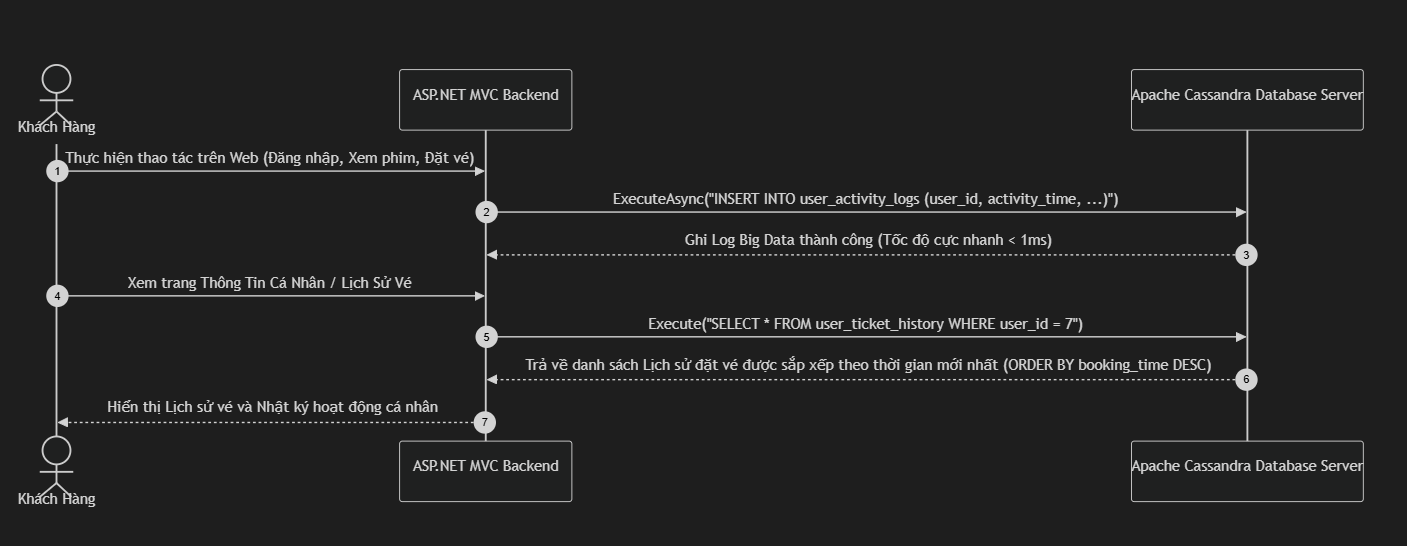 ASP.NET MVC Backend
Apache Cassandra Database Server
Khách Hàng
Thực hiện thao tác trên Web (Đăng nhập, Xem phim, Đặt vé)
1
ExecuteAsync("INSERT INTO user_activity_logs (user_id, activity_time, ...)")
2
Ghi Log Big Data thành công (Tốc độ cực nhanh < 1ms)
3
Xem trang Thông Tin Cá Nhân / Lịch Sử Vé
4
Execute("SELECT * FROM user_ticket_history WHERE user_id = 7")
5
Trả về danh sách Lịch sử đặt vé được sắp xếp theo thời gian mới nhất (ORDER BY booking_time DESC)
6
Hiển thị Lịch sử vé và Nhật ký hoạt động cá nhân
7
ASP.NET MVC Backend
Apache Cassandra Database Server
Khách Hàng